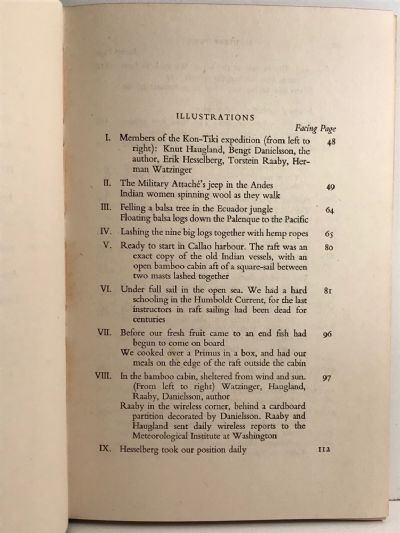 ILLUSTRATIONS
Facing Page
I. Members of the Kon-Tiki expedition (from left to 48
right): Knut Haugland, Bengt Danielsson, the
author, Erik Hesselberg, Torstein Raaby, Her-
man Watzinger
II. The Military Attaché's jeep in the Andes 49
Indian women spinning wool as they walk
III. Felling a balsa tree in the Ecuador jungle 64
Floating balsa logs down the Palenque to the Pacific
IV. Lashing the nine big logs together with hemp ropes 65
V. Ready to start in Callao harbour. The raft was an 80
exact copy of the old Indian vessels, with an
open bamboo cabin aft of a square-sail between
two masts lashed together
VI. Under full sail in the open sea. We had a hard 81
schooling in the Humboldt Current, for the last
instructors in raft sailing had been dead for
centuries
VII. Before our fresh fruit came to an end fish had 96
begun to come on board
We cooked over a Primus in a box, and had our
meals on the edge of the raft outside the cabin
VIII. In the bamboo cabin, sheltered from wind and sun. 97
(From left to right) Watzinger, Haugland,
Raaby, Danielsson, author
Raaby in the wireless corner, behind a cardboard
partition decorated by Danielsson. Raaby and
Haugland sent daily wireless reports to the
Meteorological Institute at Washington
IX. Hesselberg took our position daily 112